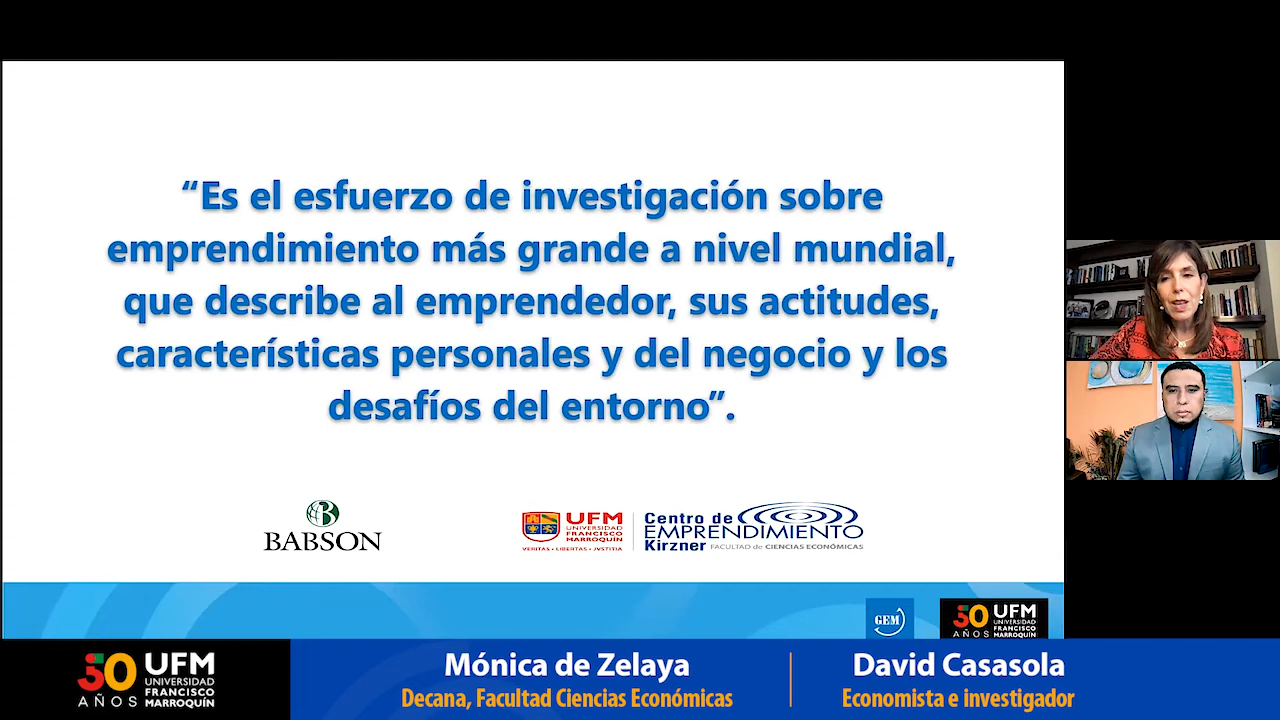 “Es el esfuerzo de investigación sobre
emprendimiento más grande a nivel mundial,
que describe al emprendedor, sus actitudes,
características personales y del negocio y los
desafíos del entorno”.
BABSON
UFM
UNIVERSIDAD
FRANCISCO
MARROQUÍN
VERITAS • LIBERTAS • JVSTITIA
Centro de
EMPRENDIMIENTO
Kirzner FACULTAD de CIENCIAS ECONÓMICAS
GEM
50
AÑOS
UFM
UNIVERSIDAD
FRANCISCO
MARROQUÍN
50
AÑOS
UFM
UNIVERSIDAD
FRANCISCO
MARROQUÍN
Mónica de Zelaya
Decana, Facultad Ciencias Económicas
David Casasola
Economista e investigador